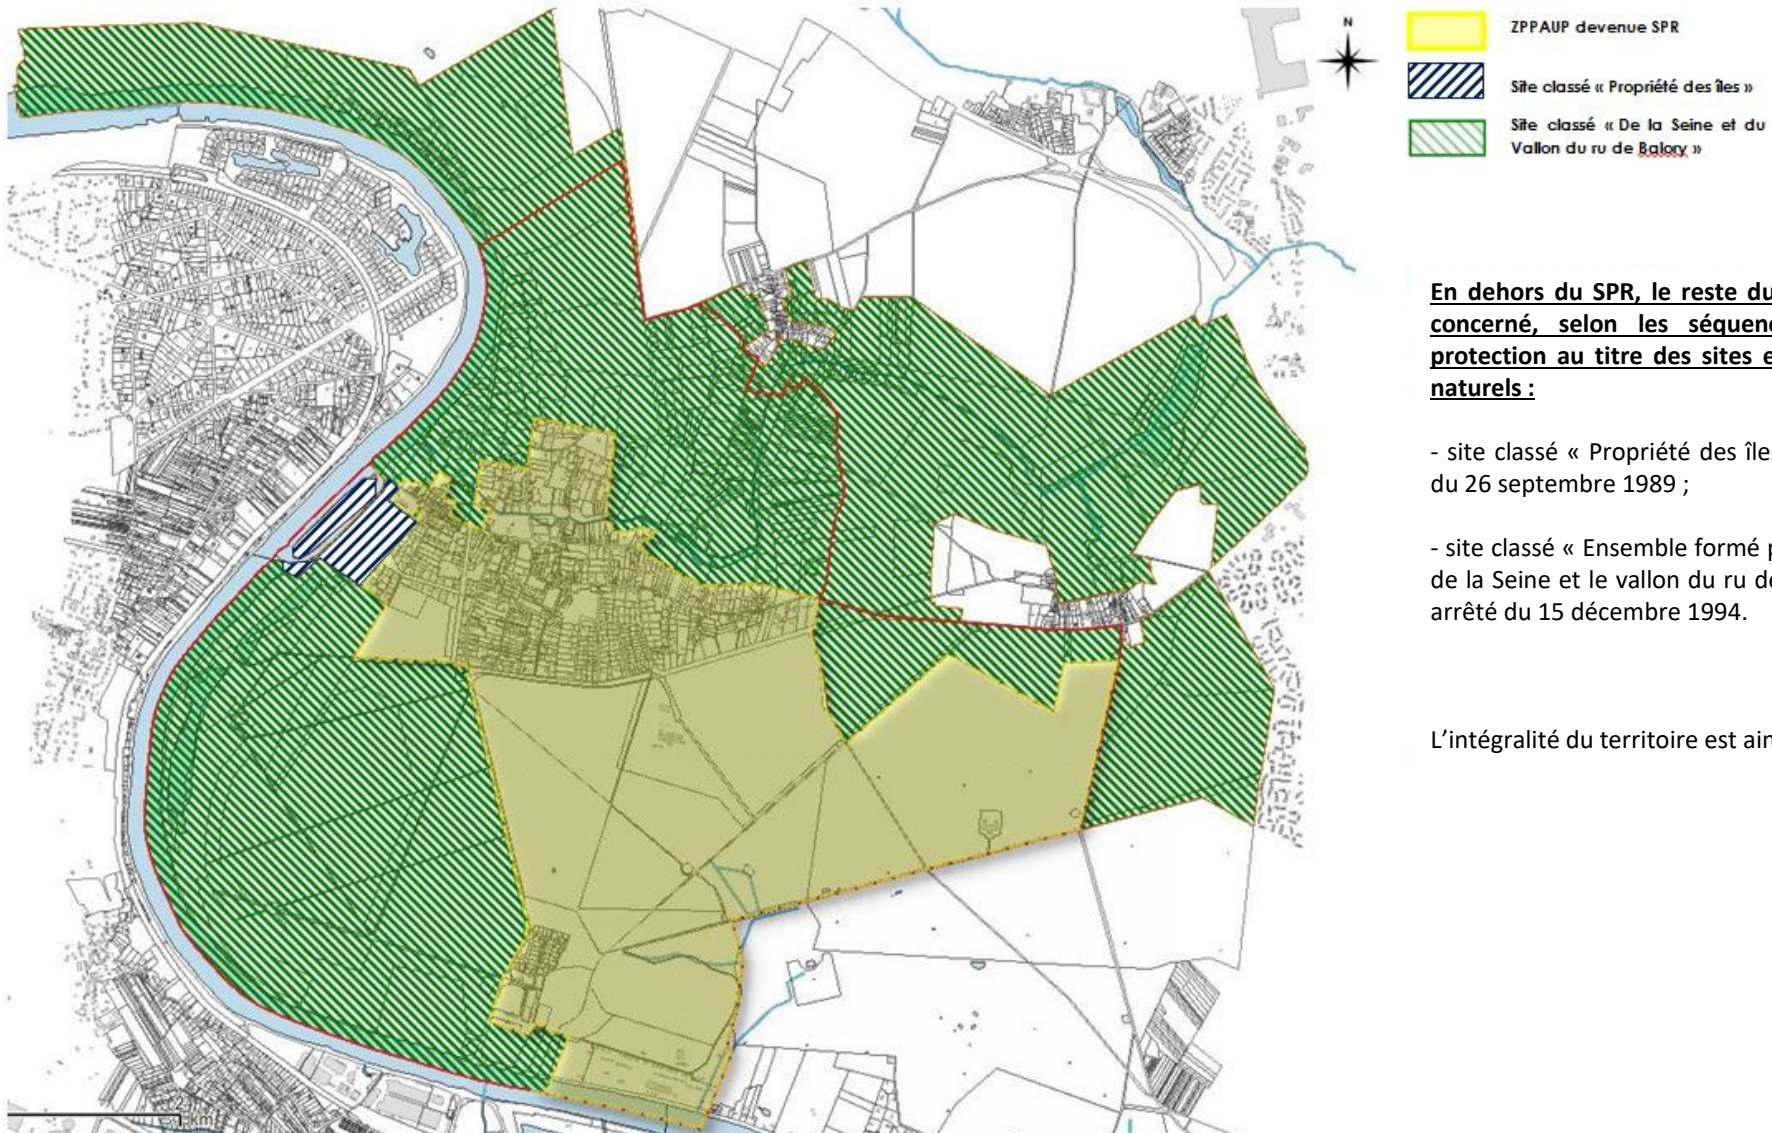 N
ZPPAUP devenue SPR
Site classé « Propriété des îles »
Site classé « De la Seine et du
Vallon du ru de Balory »
En dehors du SPR, le reste du
concerné, selon les
protection au titre des sites
naturels :
- site classé « Propriété des
du 26 septembre 1989 ;
- site classé « Ensemble formé
de la Seine et le vallon du ru
arrêté du 15 décembre 1994.
L’intégralité du territoire est
km